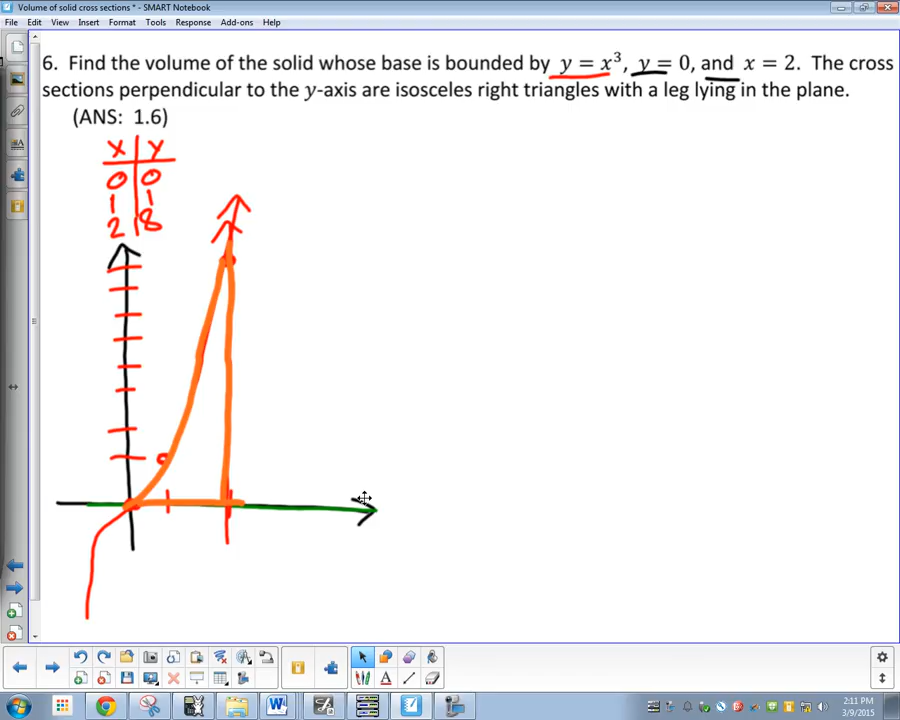 Volume of solid cross sections * - SMART Notebook
File Edit View Insert Format Tools Response Add-ons Help
6. Find the volume of the solid whose base is bounded by y = x³, y = 0, and x = 2. The cross
sections perpendicular to the y-axis are isosceles right triangles with a leg lying in the plane.
(ANS: 1.6)
X Y
0 0
1 1
2 8
2:11 PM
3/9/2015